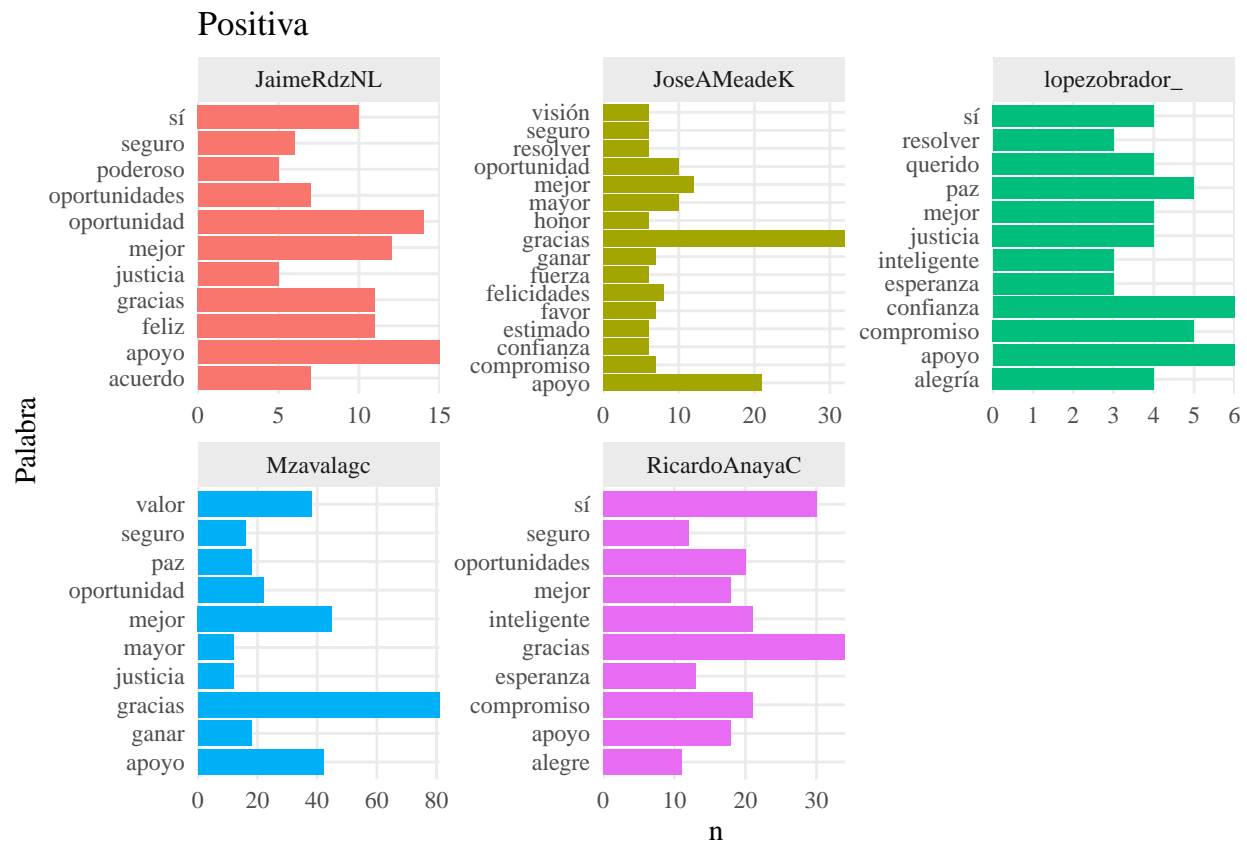 Positiva
JaimeRdzNL
sí
seguro
poderoso
oportunidades
oportunidad
mejor
justicia
gracias
feliz
apoyo
acuerdo
0 5 10 15
JoseAMeadeK
visión
seguro
resolver
oportunidad
mejor
mayor
honor
gracias
ganar
fuerza
felicidades
favor
estimado
confianza
compromiso
apoyo
0 10 20 30
lopezobrador_
sí
resolver
querido
paz
mejor
justicia
inteligente
esperanza
confianza
compromiso
apoyo
alegría
0 1 2 3 4 5 6
Palabra
Mzavalagc
valor
seguro
paz
oportunidad
mejor
mayor
justicia
gracias
ganar
apoyo
0 20 40 60 80
RicardoAnayaC
sí
seguro
oportunidades
mejor
inteligente
gracias
esperanza
compromiso
apoyo
alegre
0 10 20 30
n